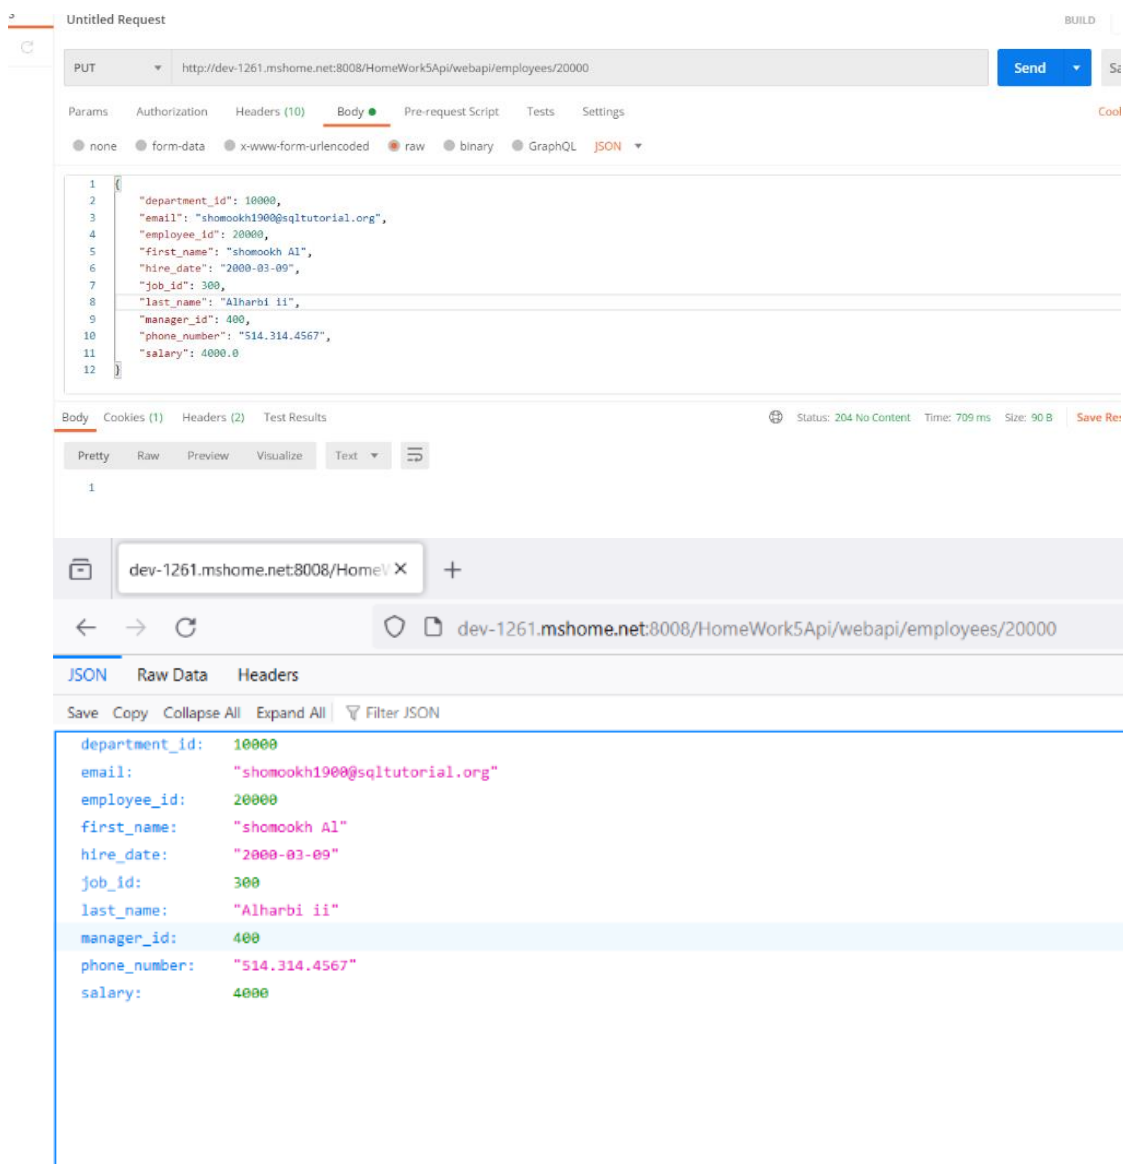 Untitled Request BUILD
PUT http://dev-1261.mshome.net:8008/HomeWork5Api/webapi/employees/20000 Send
Params Authorization Headers (10) Body Pre-request Script Tests Settings
none form-data x-www-form-urlencoded raw binary GraphQL JSON
1 {
2 "department_id": 10000,
3 "email": "shomookh1900@sqltutorial.org",
4 "employee_id": 20000,
5 "first_name": "shomookh Al",
6 "hire_date": "2000-03-09",
7 "job_id": 300,
8 "last_name": "Alharbi ii",
9 "manager_id": 400,
10 "phone_number": "514.314.4567",
11 "salary": 4000.0
12 }
Body Cookies (1) Headers (2) Test Results Status: 204 No Content Time: 709 ms Size: 90 B Save Res
Pretty Raw Preview Visualize Text
1
dev-1261.mshome.net:8008/HomeW
dev-1261.mshome.net:8008/HomeWork5Api/webapi/employees/20000
JSON Raw Data Headers
Save Copy Collapse All Expand All Filter JSON
department_id: 10000
email: "shomookh1900@sqltutorial.org"
employee_id: 20000
first_name: "shomookh Al"
hire_date: "2000-03-09"
job_id: 300
last_name: "Alharbi ii"
manager_id: 400
phone_number: "514.314.4567"
salary: 4000